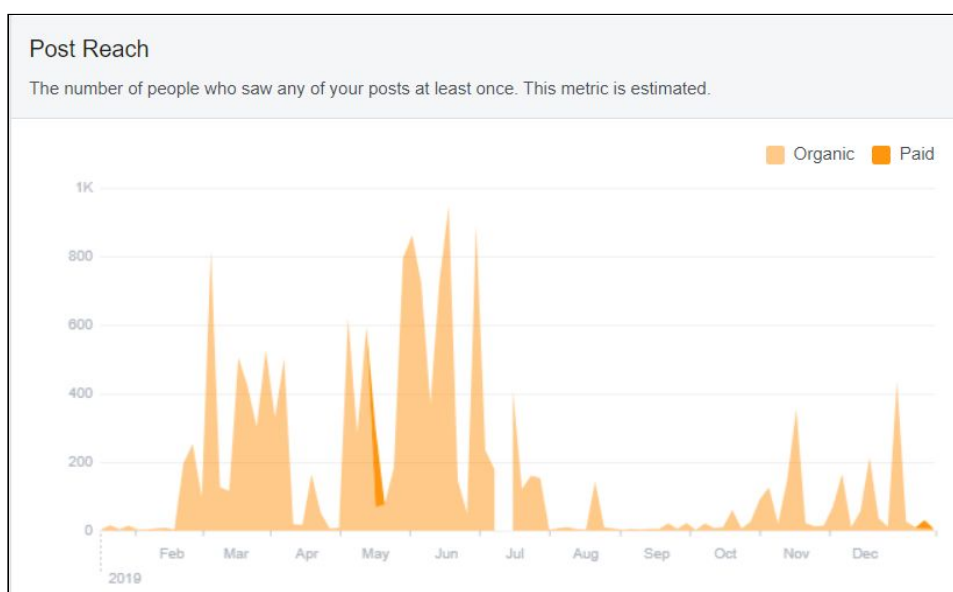 Post Reach
The number of people who saw any of your posts at least once. This metric is estimated.
Organic Paid
1K
800
600
400
200
0
Feb Mar Apr May Jun Jul Aug Sep Oct Nov Dec
2019